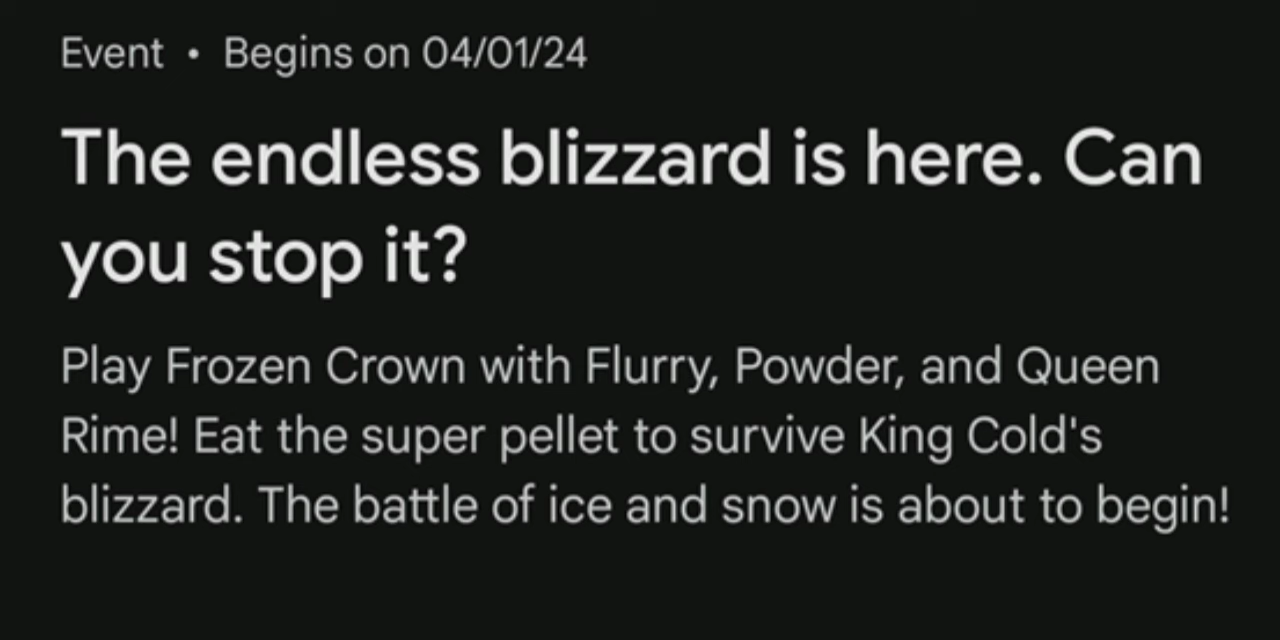 Event • Begins on 04/01/24
The endless blizzard is here. Can
you stop it?
Play Frozen Crown with Flurry, Powder, and Queen
Rime! Eat the super pellet to survive King Cold's
blizzard. The battle of ice and snow is about to begin!